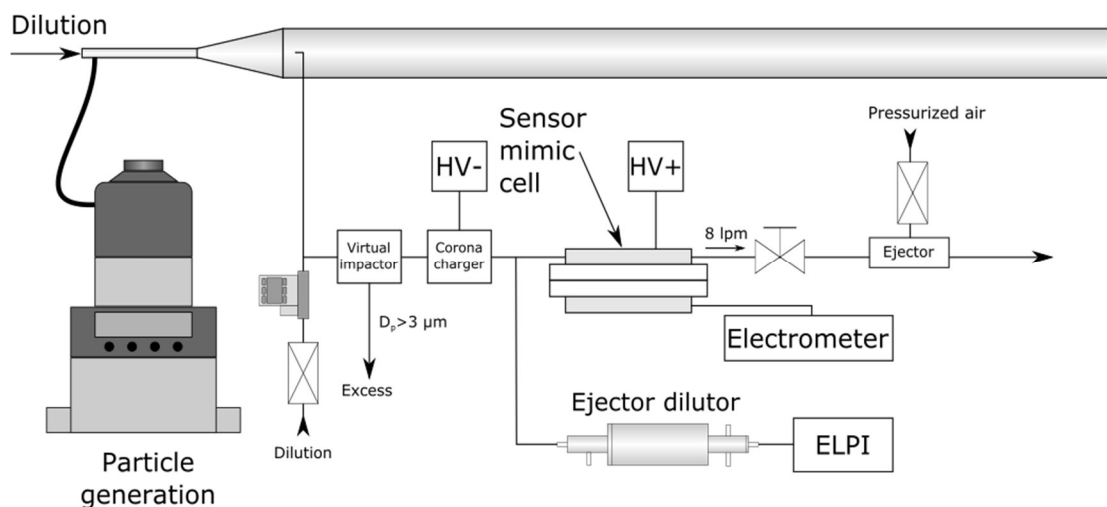 Dilution
Pressurized air
Sensor
mimic
cell
HV-
HV+
8 lpm
Virtual
impactor
Corona
charger
Ejector
Dₚ>3 µm
Electrometer
Excess
Ejector dilutor
Dilution
ELPI
Particle
generation